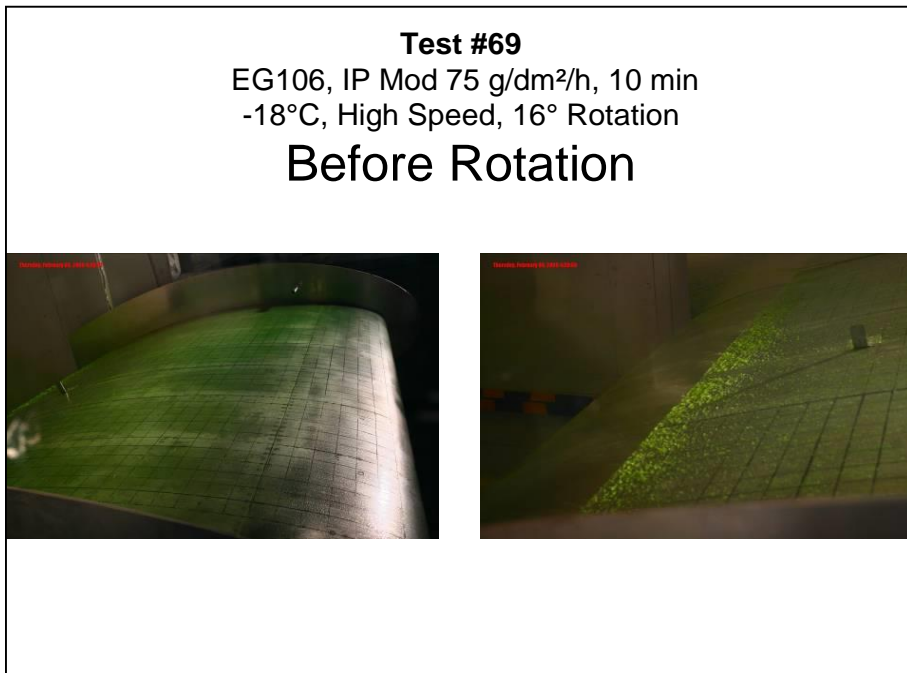 Test #69
EG106, IP Mod 75 g/dm²/h, 10 min
-18°C, High Speed, 16° Rotation
Before Rotation